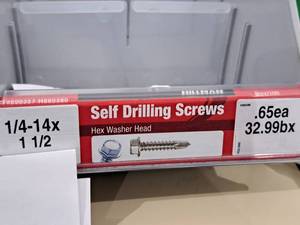 HILLMAN
1/4-14x
1 1/2
Self Drilling Screws
Hex Washer Head
.65ea
32.99bx